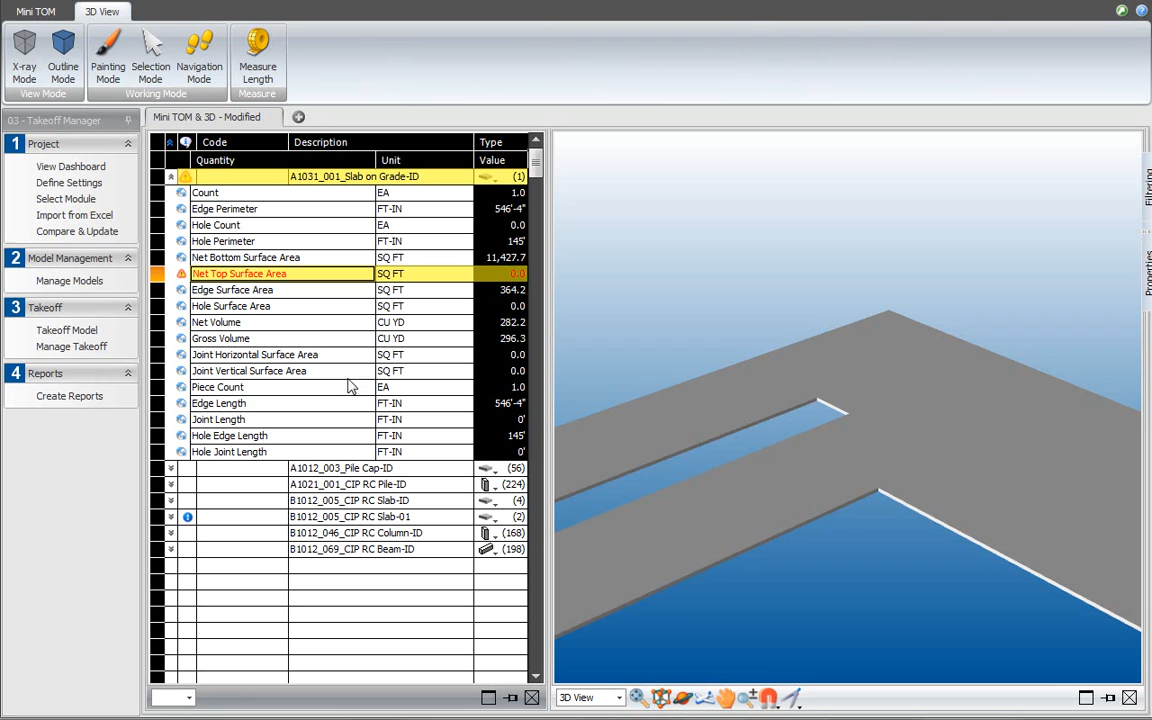 Mini TOM 3D View
X-ray Mode Outline Mode Painting Mode Selection Mode Navigation Mode Measure Length
View Mode Working Mode Measure
03 - Takeoff Manager
1 Project
View Dashboard
Define Settings
Select Module
Import from Excel
Compare & Update
2 Model Management
Manage Models
3 Takeoff
Takeoff Model
Manage Takeoff
4 Reports
Create Reports
Mini TOM & 3D - Modified
Code Description Type
Quantity Unit Value
A1031_001_Slab on Grade-ID (1)
Count EA 1.0
Edge Perimeter FT-IN 546'-4"
Hole Count EA 0.0
Hole Perimeter FT-IN 145'
Net Bottom Surface Area SQ FT 11,427.7
Net Top Surface Area SQ FT 0.0
Edge Surface Area SQ FT 364.2
Hole Surface Area SQ FT 0.0
Net Volume CU YD 282.2
Gross Volume CU YD 296.3
Joint Horizontal Surface Area SQ FT 0.0
Joint Vertical Surface Area SQ FT 0.0
Piece Count EA 1.0
Edge Length FT-IN 546'-4"
Joint Length FT-IN 0'
Hole Edge Length FT-IN 145'
Hole Joint Length FT-IN 0'
A1012_003_Pile Cap-ID (56)
A1021_001_CIP RC Pile-ID (224)
B1012_005_CIP RC Slab-ID (4)
B1012_005_CIP RC Slab-01 (2)
B1012_046_CIP RC Column-ID (168)
B1012_069_CIP RC Beam-ID (198)
3D View
Filtering
Properties